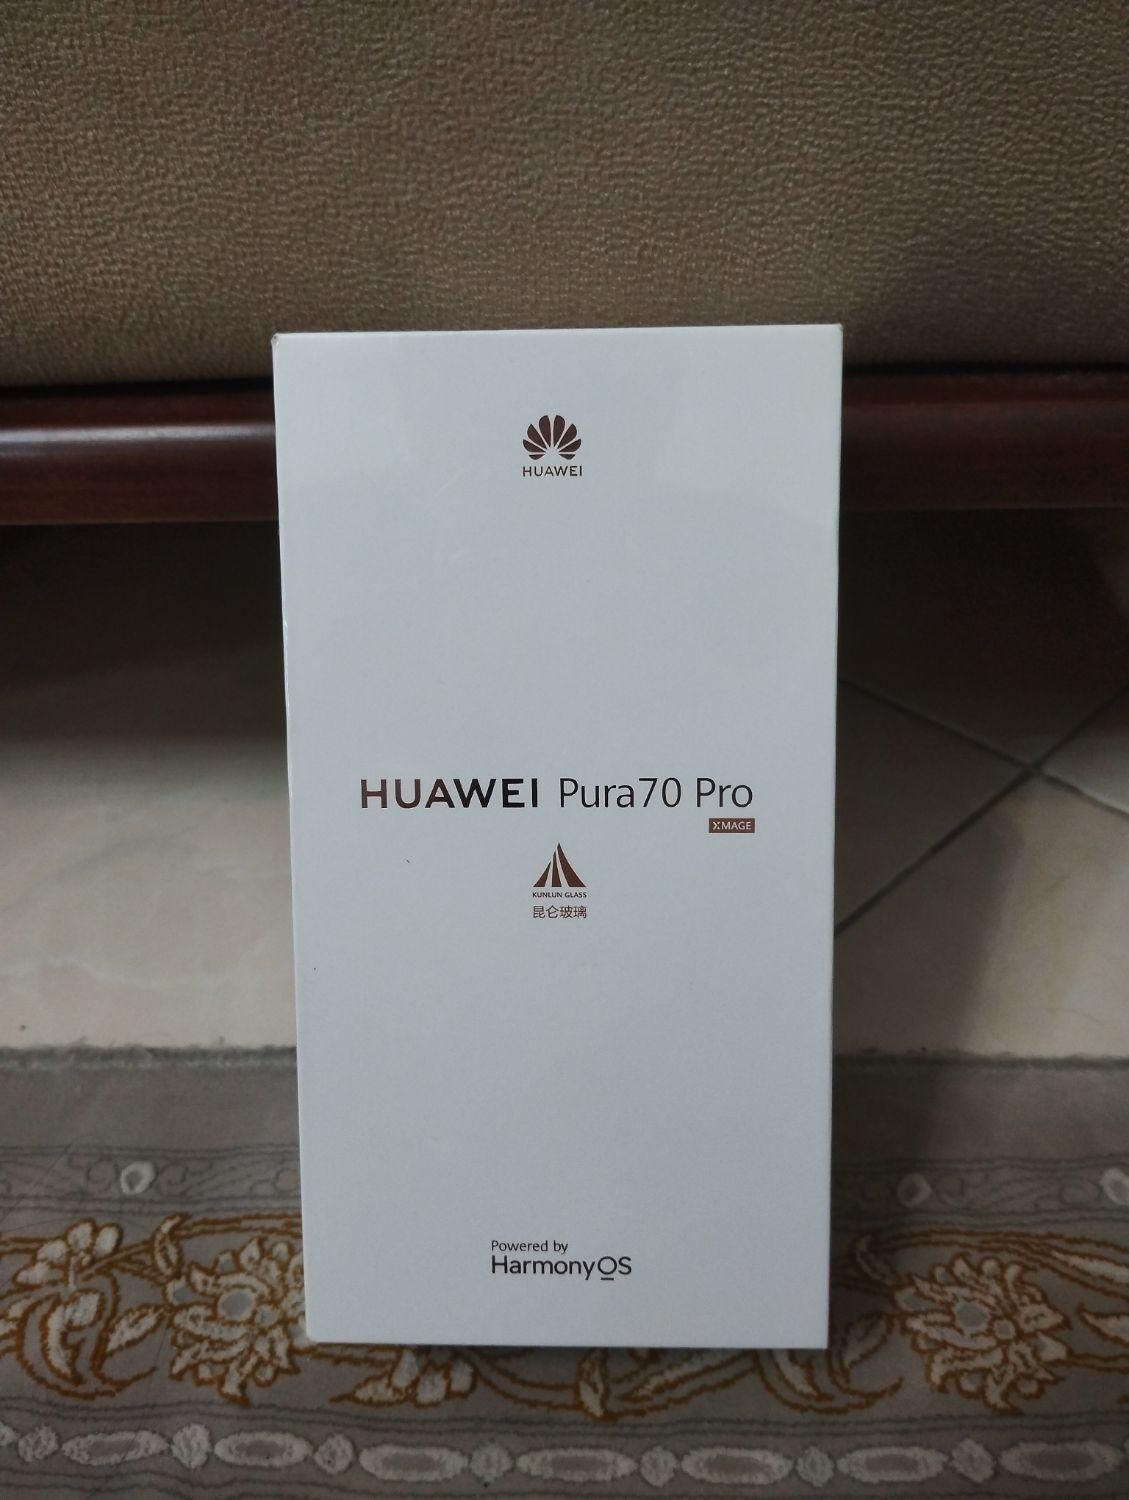 HUAWEI
HUAWEI Pura70 Pro
XMAGE
KUNLUN GLASS
昆仑玻璃
Powered by
HarmonyOS